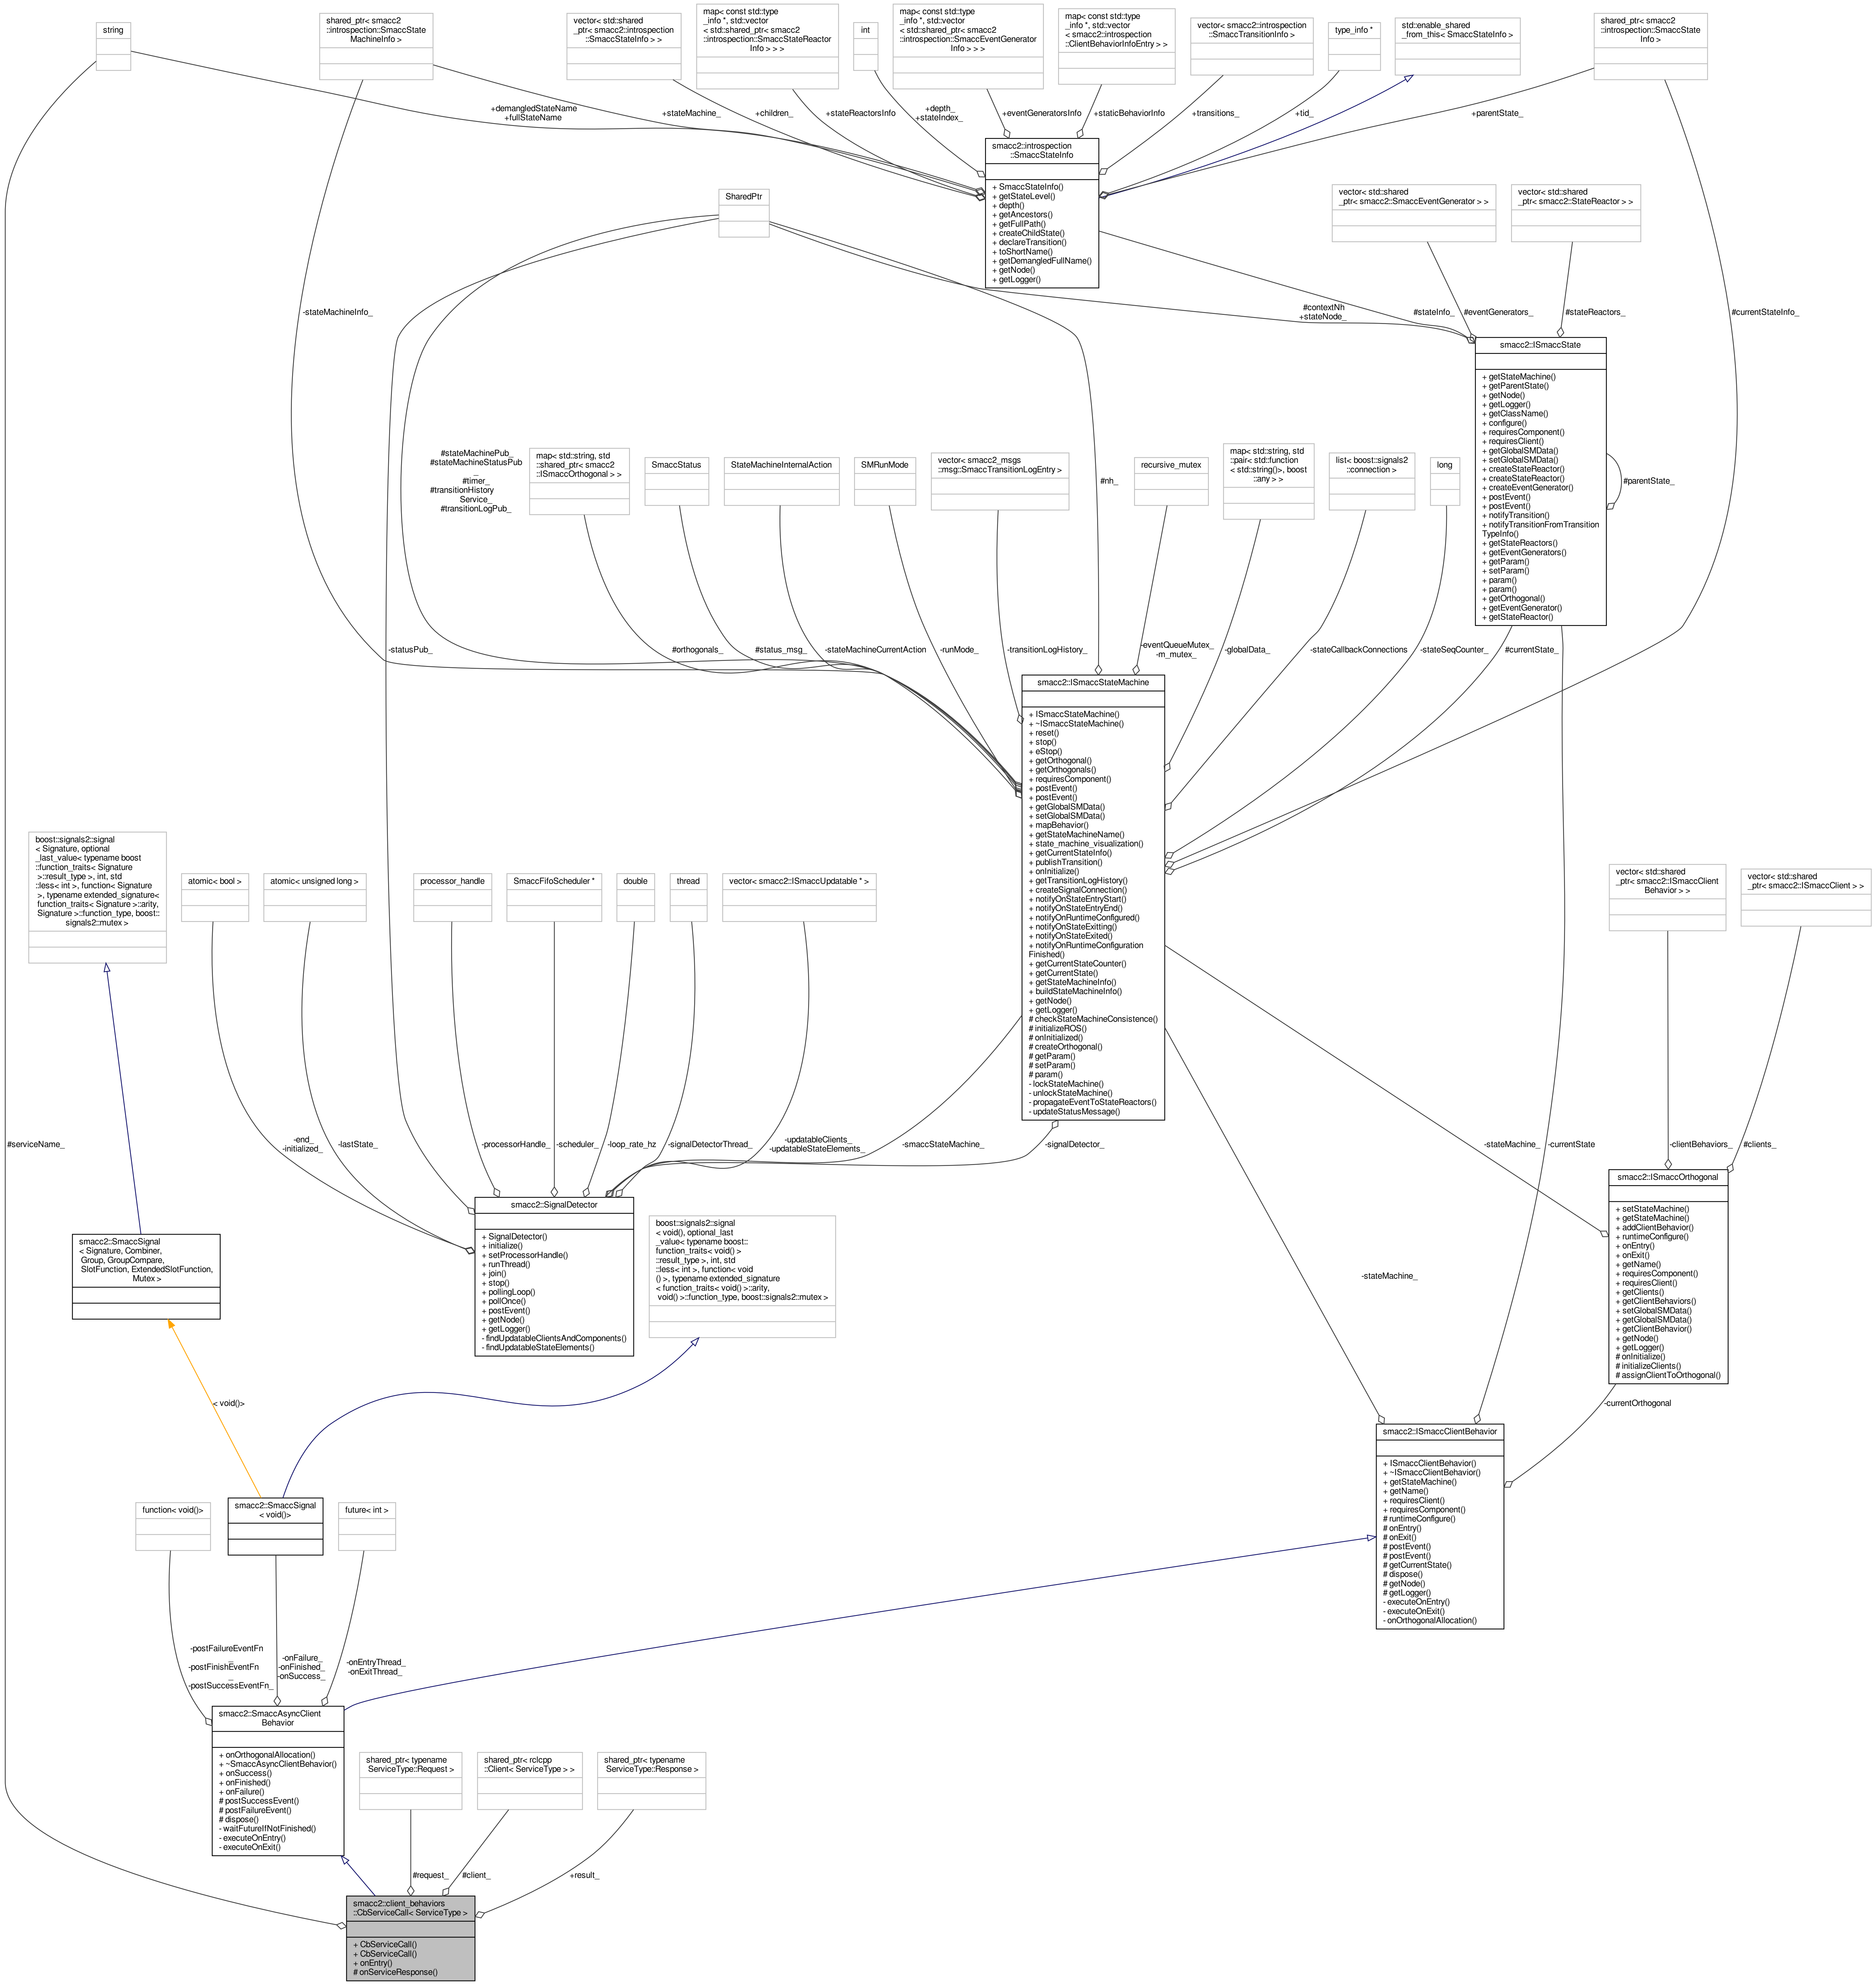 string
shared_ptr< smacc2
::introspection::SmaccState
MachineInfo >
vector< std::shared
_ptr< smacc2::introspection
::SmaccStateInfo > >
map< const std::type
_info *, std::vector
< std::shared_ptr< smacc2
::introspection::SmaccStateReactor
Info > > >
int
map< const std::type
_info *, std::vector
< std::shared_ptr< smacc2
::introspection::SmaccEventGenerator
Info > > >
map< const std::type
_info *, std::vector
< smacc2::introspection
::ClientBehaviorInfoEntry > >
vector< smacc2::introspection
::SmaccTransitionInfo >
type_info *
std::enable_shared
_from_this< SmaccStateInfo >
shared_ptr< smacc2
::introspection::SmaccState
Info >
+demangledStateName
+fullStateName
+stateMachine_
+children_
+stateReactorsInfo
+depth_
+stateIndex_
+eventGeneratorsInfo
+staticBehaviorInfo
+transitions_
+tid_
+parentState_
smacc2::introspection
::SmaccStateInfo
+ SmaccStateInfo()
+ getStateLevel()
+ depth()
+ getAncestors()
+ getFullPath()
+ createChildState()
+ declareTransition()
+ toShortName()
+ getDemangledFullName()
+ getNode()
+ getLogger()
SharedPtr
vector< std::shared
_ptr< smacc2::SmaccEventGenerator > >
vector< std::shared
_ptr< smacc2::StateReactor > >
-stateMachineInfo_
#contextNh
+stateNode_
#stateInfo_
#eventGenerators_
#stateReactors_
#currentStateInfo_
smacc2::ISmaccState
+ getStateMachine()
+ getParentState()
+ getNode()
+ getLogger()
+ getClassName()
+ configure()
+ requiresComponent()
+ requiresClient()
+ getGlobalSMData()
+ setGlobalSMData()
+ createStateReactor()
+ createStateReactor()
+ createEventGenerator()
+ postEvent()
+ postEvent()
+ notifyTransition()
+ notifyTransitionFromTransition
TypeInfo()
+ getStateReactors()
+ getEventGenerators()
+ getParam()
+ setParam()
+ param()
+ param()
+ getOrthogonal()
+ getEventGenerator()
+ getStateReactor()
#parentState_
#stateMachinePub_
#stateMachineStatusPub
_
#timer_
#transitionHistory
Service_
#transitionLogPub_
map< std::string, std
::shared_ptr< smacc2
::ISmaccOrthogonal > >
SmaccStatus
StateMachineInternalAction
SMRunMode
vector< smacc2_msgs
::msg::SmaccTransitionLogEntry >
#nh_
recursive_mutex
map< std::string, std
::pair< std::function
< std::string()>, boost
::any > >
list< boost::signals2
::connection >
long
-statusPub_
#orthogonals_
#status_msg_
-stateMachineCurrentAction
-runMode_
-transitionLogHistory_
-eventQueueMutex_
-m_mutex_
-globalData_
-stateCallbackConnections
-stateSeqCounter_
#currentState_
smacc2::ISmaccStateMachine
+ ISmaccStateMachine()
+ ~ISmaccStateMachine()
+ reset()
+ stop()
+ eStop()
+ getOrthogonal()
+ getOrthogonals()
+ requiresComponent()
+ postEvent()
+ postEvent()
+ getGlobalSMData()
+ setGlobalSMData()
+ mapBehavior()
+ getStateMachineName()
+ state_machine_visualization()
+ getCurrentStateInfo()
+ publishTransition()
+ onInitialize()
+ getTransitionLogHistory()
+ createSignalConnection()
+ notifyOnStateEntryStart()
+ notifyOnStateEntryEnd()
+ notifyOnRuntimeConfigured()
+ notifyOnStateExitting()
+ notifyOnStateExited()
+ notifyOnRuntimeConfiguration
Finished()
+ getCurrentStateCounter()
+ getCurrentState()
+ getStateMachineInfo()
+ buildStateMachineInfo()
+ getNode()
+ getLogger()
# checkStateMachineConsistence()
# initializeROS()
# onInitialized()
# createOrthogonal()
# getParam()
# setParam()
# param()
- lockStateMachine()
- unlockStateMachine()
- propagateEventToStateReactors()
- updateStatusMessage()
boost::signals2::signal
< Signature, optional
_last_value< typename boost
::function_traits< Signature
>::result_type >, int, std
::less< int >, function< Signature
>, typename extended_signature<
function_traits< Signature >::arity,
Signature >::function_type, boost::
signals2::mutex >
atomic< bool >
atomic< unsigned long >
processor_handle
SmaccFifoScheduler *
double
thread
vector< smacc2::ISmaccUpdatable * >
vector< std::shared
_ptr< smacc2::ISmaccClient
Behavior > >
vector< std::shared
_ptr< smacc2::ISmaccClient > >
#serviceName_
-end_
-initialized_
-lastState_
-processorHandle_
-scheduler_
-loop_rate_hz
-signalDetectorThread_
-updatableClients_
-updatableStateElements_
-smaccStateMachine_
-signalDetector_
-stateMachine_
-currentState
-clientBehaviors_
#clients_
smacc2::SignalDetector
+ SignalDetector()
+ initialize()
+ setProcessorHandle()
+ runThread()
+ join()
+ stop()
+ pollingLoop()
+ pollOnce()
+ postEvent()
+ getNode()
+ getLogger()
- findUpdatableClientsAndComponents()
- findUpdatableStateElements()
smacc2::ISmaccOrthogonal
+ setStateMachine()
+ getStateMachine()
+ addClientBehavior()
+ runtimeConfigure()
+ onEntry()
+ onExit()
+ getName()
+ requiresComponent()
+ requiresClient()
+ getClients()
+ getClientBehaviors()
+ setGlobalSMData()
+ getGlobalSMData()
+ getClientBehavior()
+ getNode()
+ getLogger()
# onInitialize()
# initializeClients()
# assignClientToOrthogonal()
smacc2::SmaccSignal
< Signature, Combiner,
Group, GroupCompare,
SlotFunction, ExtendedSlotFunction,
Mutex >
boost::signals2::signal
< void(), optional_last
_value< typename boost::
function_traits< void() >
::result_type >, int, std
::less< int >, function< void
() >, typename extended_signature
< function_traits< void() >::arity,
void() >::function_type, boost::signals2::mutex >
-stateMachine_
< void()>
-currentOrthogonal
smacc2::ISmaccClientBehavior
+ ISmaccClientBehavior()
+ ~ISmaccClientBehavior()
+ getStateMachine()
+ getName()
+ requiresClient()
+ requiresComponent()
# runtimeConfigure()
# onEntry()
# onExit()
# postEvent()
# postEvent()
# getCurrentState()
# dispose()
# getNode()
# getLogger()
- executeOnEntry()
- executeOnExit()
- onOrthogonalAllocation()
function< void()>
smacc2::SmaccSignal
< void()>
future< int >
-postFailureEventFn
_
-postFinishEventFn
_
-postSuccessEventFn_
-onFailure_
-onFinished_
-onSuccess_
-onEntryThread_
-onExitThread_
smacc2::SmaccAsyncClient
Behavior
+ onOrthogonalAllocation()
+ ~SmaccAsyncClientBehavior()
+ onSuccess()
+ onFinished()
+ onFailure()
# postSuccessEvent()
# postFailureEvent()
# dispose()
- waitFutureIfNotFinished()
- executeOnEntry()
- executeOnExit()
shared_ptr< typename
ServiceType::Request >
shared_ptr< rclcpp
::Client< ServiceType > >
shared_ptr< typename
ServiceType::Response >
#request_
#client_
+result_
smacc2::client_behaviors
::CbServiceCall< ServiceType >
+ CbServiceCall()
+ CbServiceCall()
+ onEntry()
# onServiceResponse()